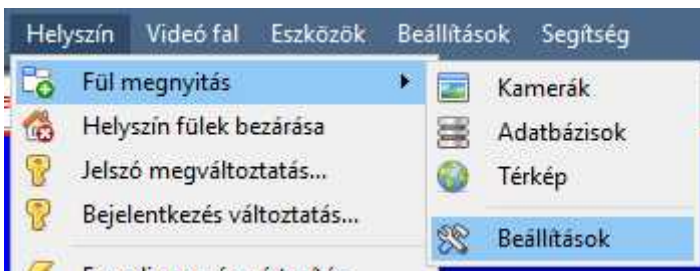 Helyszín Videó fal Eszközök Beállítások Segítség
Fül megnyitás
Helyszín fülek bezárása
Jelszó megváltoztatás...
Bejelentkezés változtatás...
Kamerák
Adatbázisok
Térkép
Beállítások